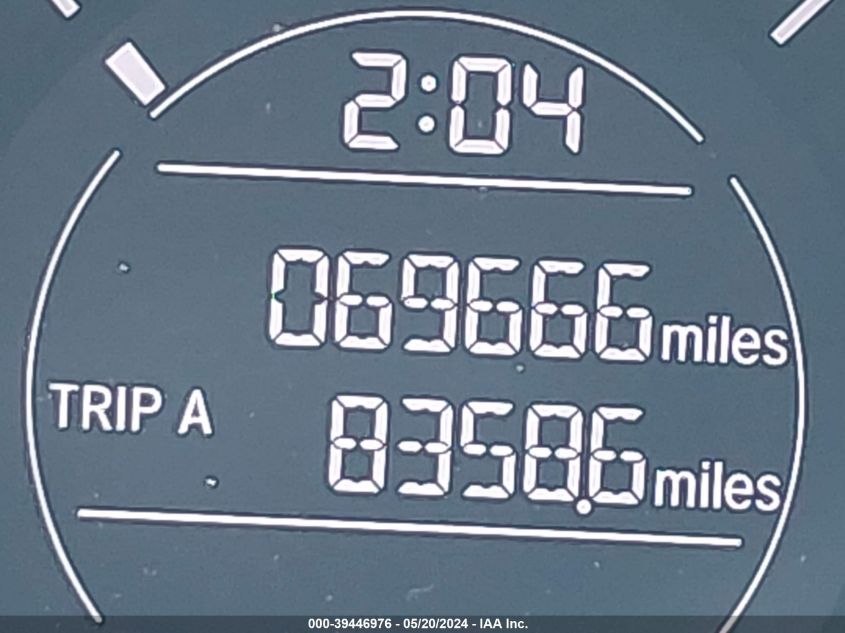 2:04
069666 miles
TRIP A 8358.6 miles
000-39446976 - 05/20/2024 - IAA Inc.